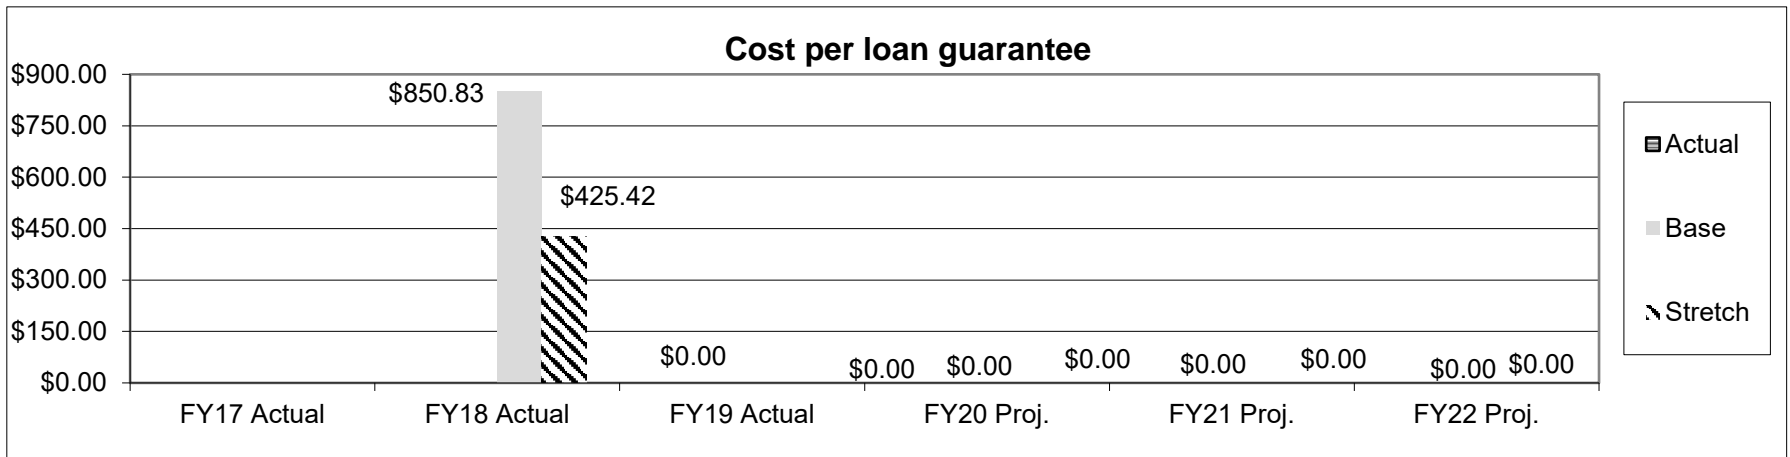 Cost per loan guarantee
$900.00
$750.00
$600.00
$450.00
$300.00
$150.00
$0.00
$850.83
$425.42
$0.00
$0.00
$0.00
$0.00
$0.00
$0.00
$0.00
$0.00
FY17 Actual
FY18 Actual
FY19 Actual
FY20 Proj.
FY21 Proj.
FY22 Proj.
Actual
Base
Stretch